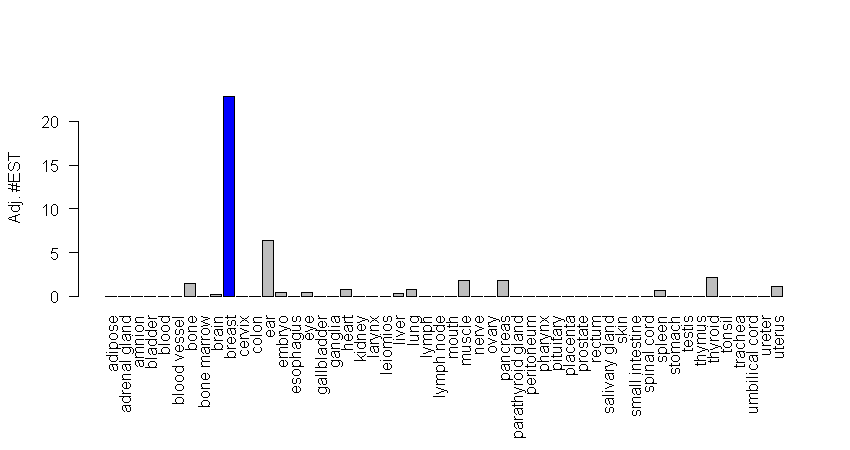 Adj. #EST
20
15
10
5
0
adipose
adrenal gland
amnion
bladder
blood
blood vessel
bone
bone marrow
brain
breast
cervix
colon
ear
embryo
esophagus
eye
gallbladder
ganglia
heart
kidney
larynx
leiomios
liver
lung
lymph
lymph node
mouth
muscle
nerve
ovary
pancreas
parathyroid gland
peritoneum
pharynx
pituitary
placenta
prostate
rectum
salivary gland
skin
small intestine
spinal cord
spleen
stomach
testis
thymus
thyroid
tonsil
trachea
umbilical cord
ureter
uterus